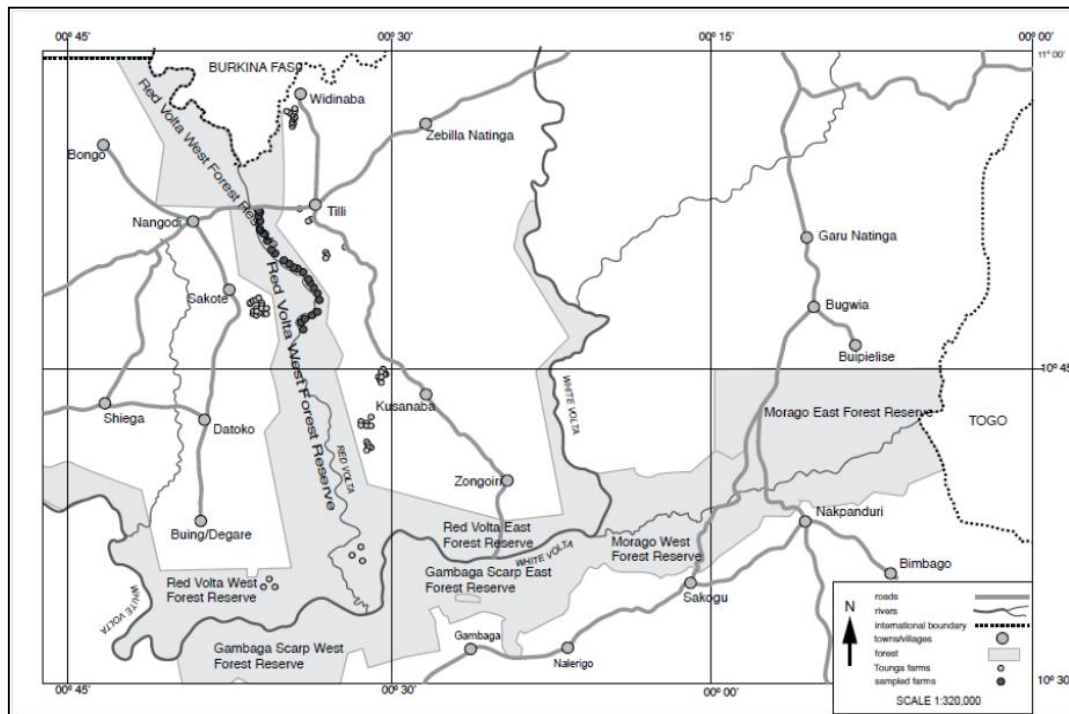 00º 45
00º 30
00º 15
00º 00
11º 00'
BURKINA FASO
Widinaba
Red Volta West Forest Res
Bongo
Zebilla Natinga
Tilli
Nangodi
Garu Natinga
Red Volta West Forest Reserve
Sakote
Bugwia
Buipielise
10º 45
Kusanaba
WHITE VOLTA
Morago East Forest Reserve
Shiega
Datoko
TOGO
RED VOLTA
Zongoiri
Buing/Degare
Red Volta East
Forest Reserve
Nakpanduri
Morago West
Forest Reserve
WHITE VOLTA
Red Volta West
Forest Reserve
Gambaga Scarp East
Forest Reserve
Bimbago
Sakogu
WHITE VOLTA
Gambaga Scarp West
Forest Reserve
Gambaga
Nalerigo
N
roads
rivers
international boundary
towns/villages
forest
Tounga farms
sampled farms
SCALE 1:320,000
10º 30
00º 45
00º 30
00º 00